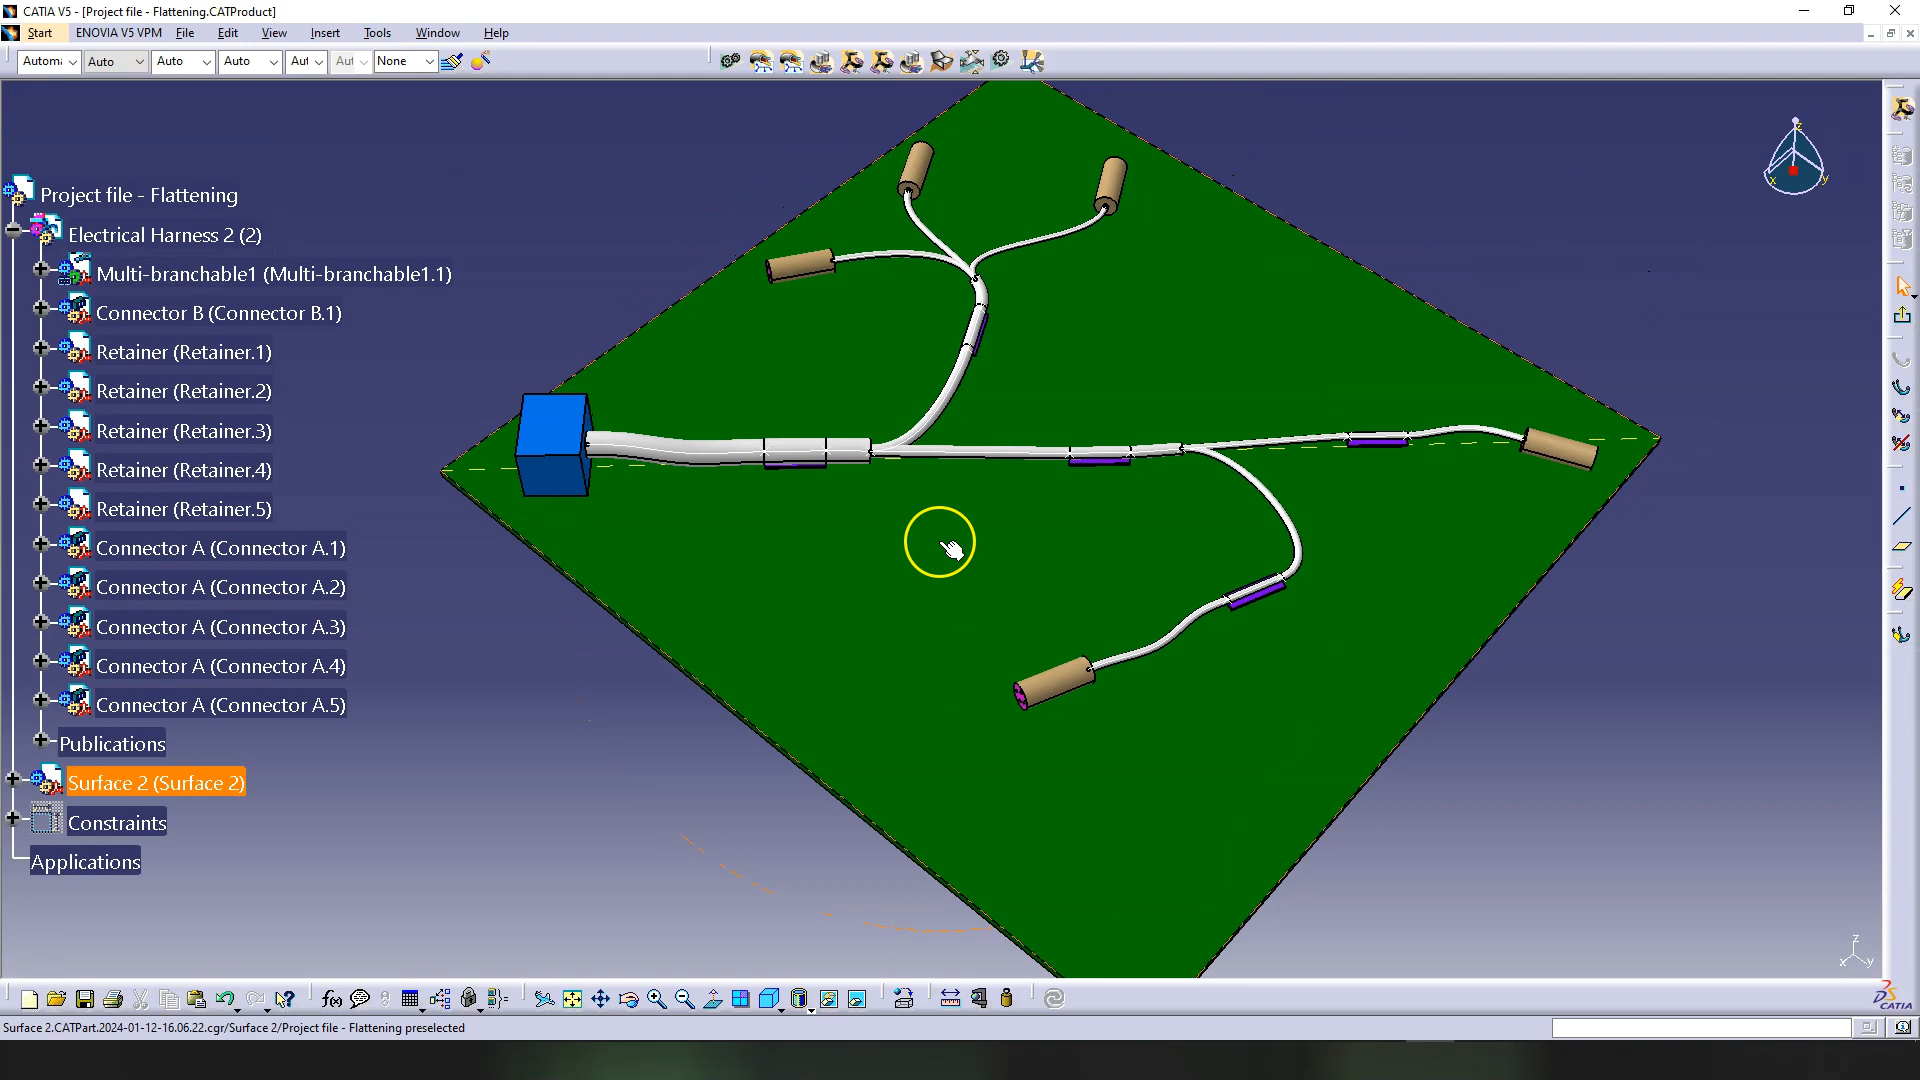 CATIA V5 - [Project file - Flattening.CATProduct]
Start ENOVIA V5 VPM File Edit View Insert Tools Window Help
Automa Auto Auto Auto Aut Aut None
z
x y
Project file - Flattening
Electrical Harness 2 (2)
Multi-branchable1 (Multi-branchable1.1)
Connector B (Connector B.1)
Retainer (Retainer.1)
Retainer (Retainer.2)
Retainer (Retainer.3)
Retainer (Retainer.4)
Retainer (Retainer.5)
Connector A (Connector A.1)
Connector A (Connector A.2)
Connector A (Connector A.3)
Connector A (Connector A.4)
Connector A (Connector A.5)
Publications
Surface 2 (Surface 2)
Constraints
Applications
z
x y
f(x)
CATIA
Surface 2.CATPart.2024-01-12-16.06.22.cgr/Surface 2/Project file - Flattening preselected